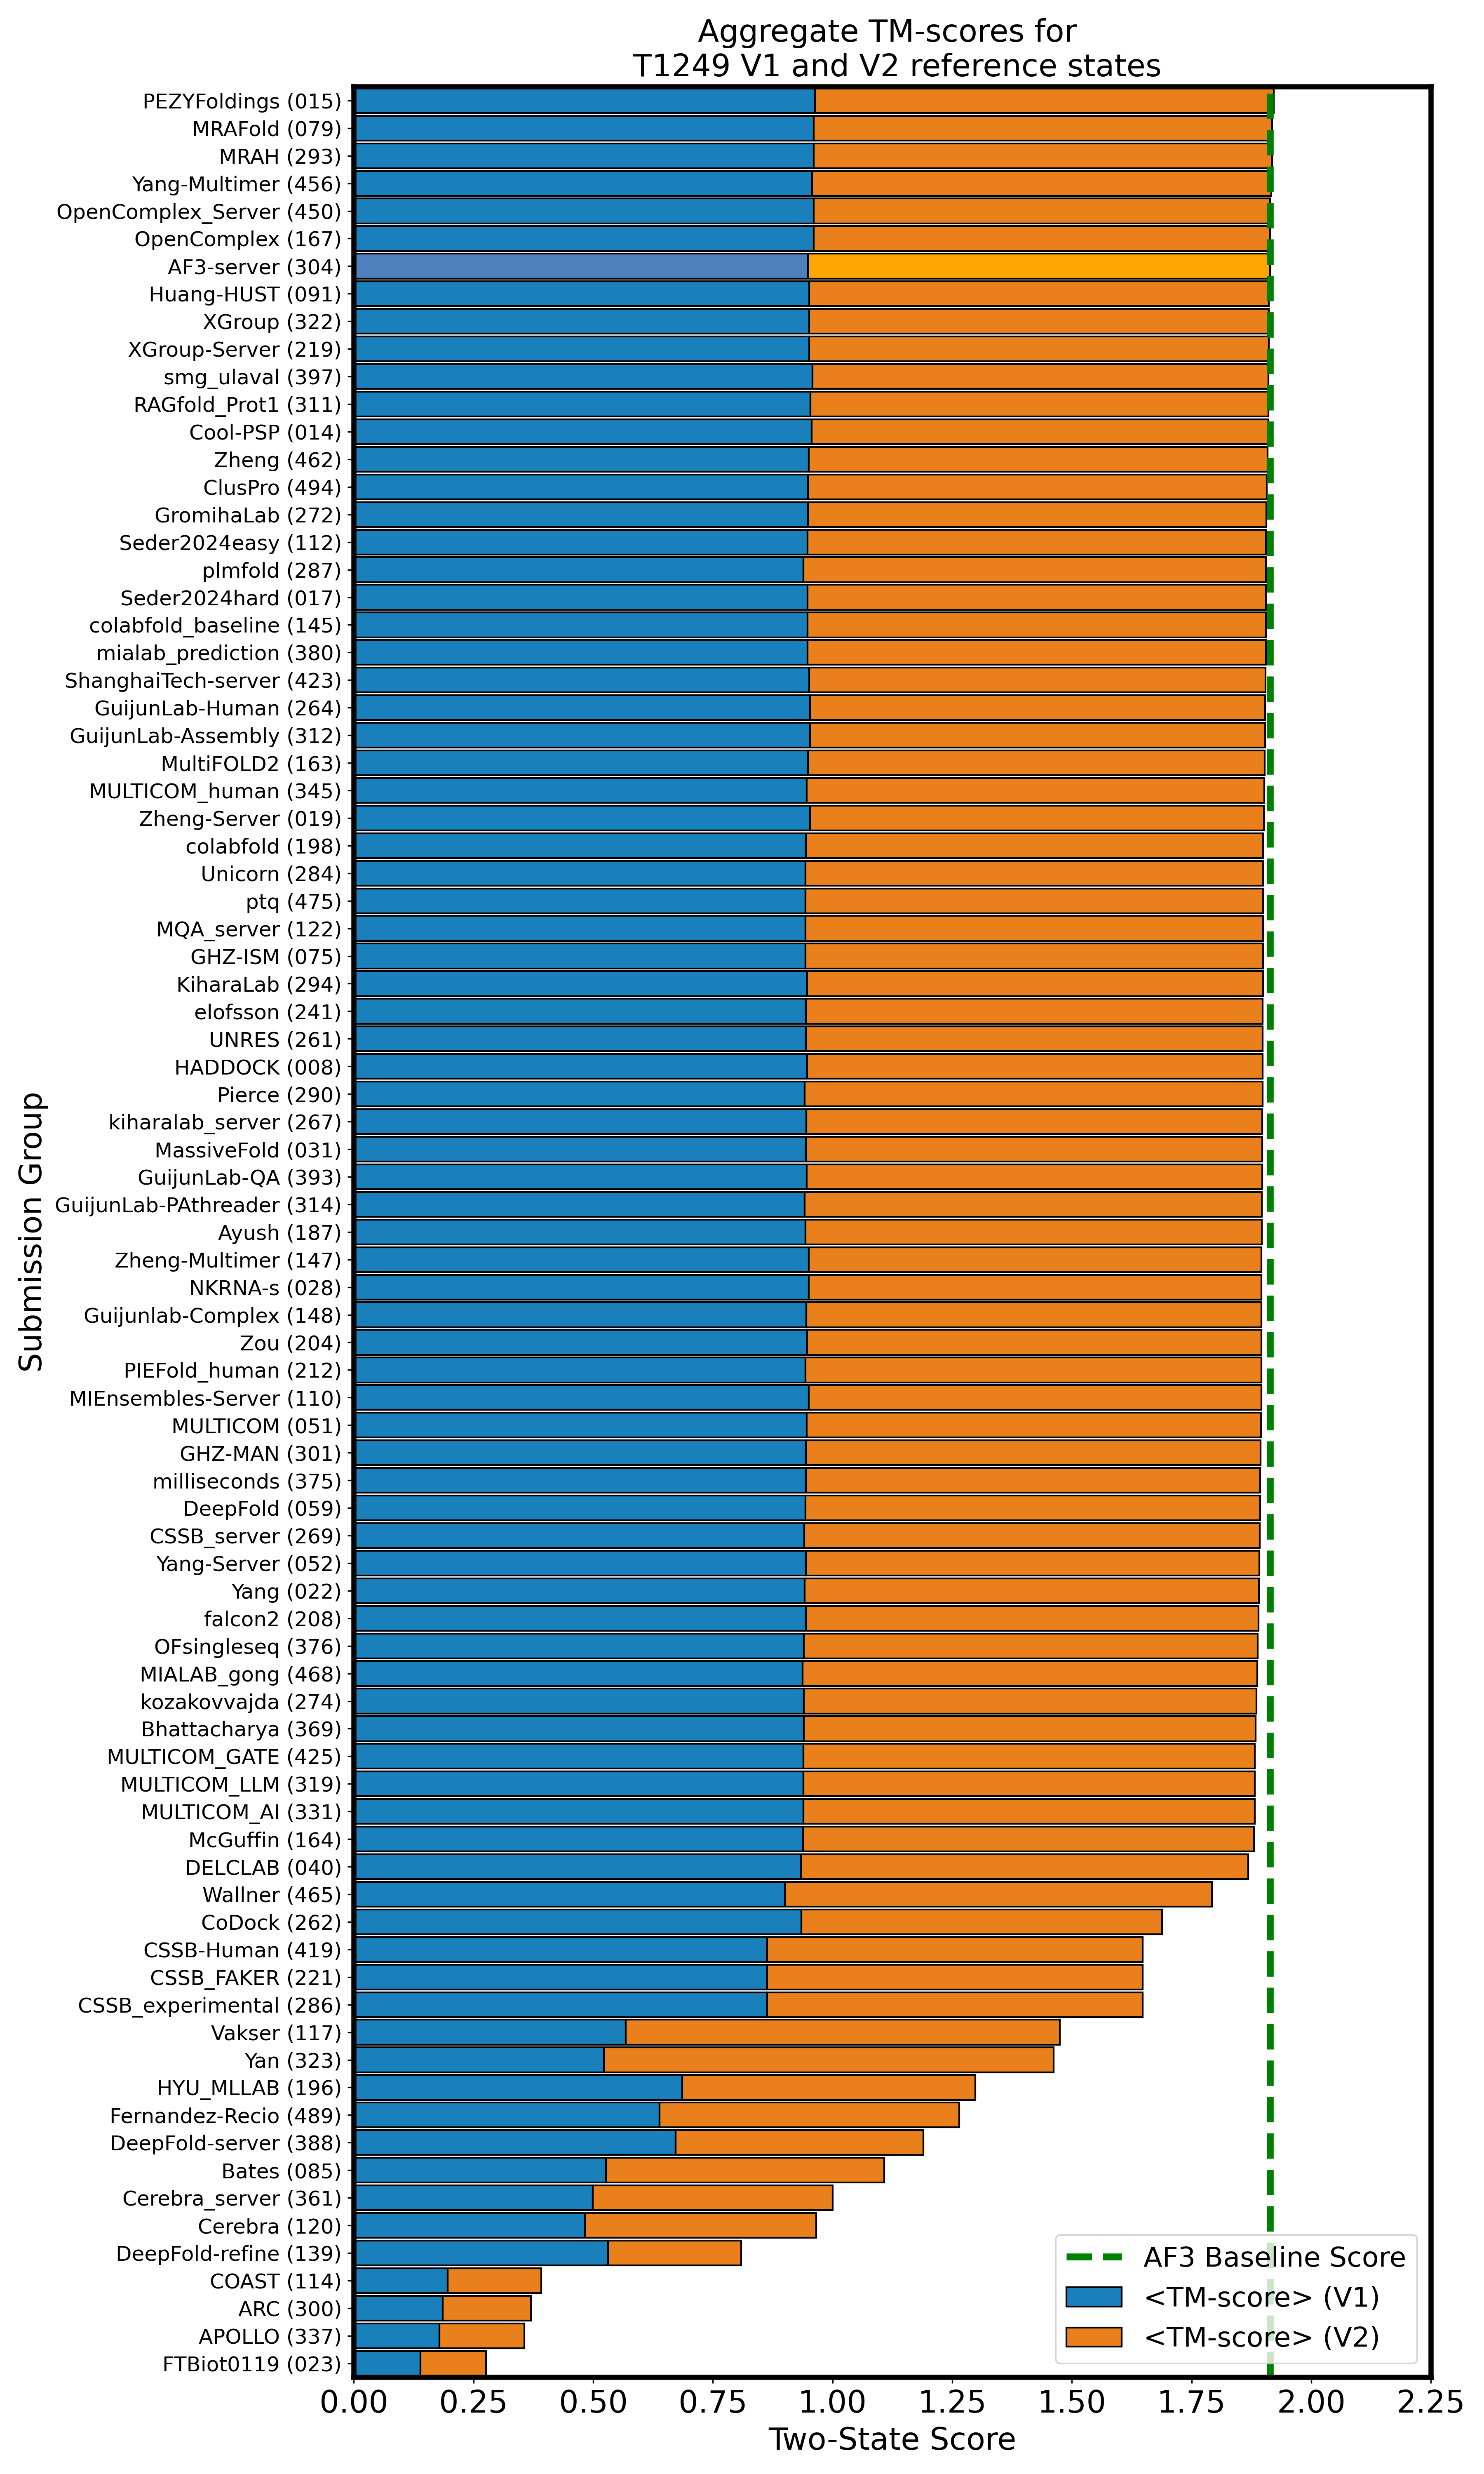 Aggregate TM-scores for
T1249 V1 and V2 reference states
PEZYFoldings (015)
MRAFold (079)
MRAH (293)
Yang-Multimer (456)
OpenComplex_Server (450)
OpenComplex (167)
AF3-server (304)
Huang-HUST (091)
XGroup (322)
XGroup-Server (219)
smg_ulaval (397)
RAGfold_Prot1 (311)
Cool-PSP (014)
Zheng (462)
ClusPro (494)
GromihaLab (272)
Seder2024easy (112)
plmfold (287)
Seder2024hard (017)
colabfold_baseline (145)
mialab_prediction (380)
ShanghaiTech-server (423)
GuijunLab-Human (264)
GuijunLab-Assembly (312)
MultiFOLD2 (163)
MULTICOM_human (345)
Zheng-Server (019)
colabfold (198)
Unicorn (284)
ptq (475)
MQA_server (122)
GHZ-ISM (075)
KiharaLab (294)
elofsson (241)
UNRES (261)
HADDOCK (008)
Pierce (290)
kiharalab_server (267)
MassiveFold (031)
GuijunLab-QA (393)
GuijunLab-PAthreader (314)
Ayush (187)
Zheng-Multimer (147)
NKRNA-s (028)
Guijunlab-Complex (148)
Zou (204)
PIEFold_human (212)
MIEnsembles-Server (110)
MULTICOM (051)
GHZ-MAN (301)
milliseconds (375)
DeepFold (059)
CSSB_server (269)
Yang-Server (052)
Yang (022)
falcon2 (208)
OFsingleseq (376)
MIALAB_gong (468)
kozakovvajda (274)
Bhattacharya (369)
MULTICOM_GATE (425)
MULTICOM_LLM (319)
MULTICOM_AI (331)
McGuffin (164)
DELCLAB (040)
Wallner (465)
CoDock (262)
CSSB-Human (419)
CSSB_FAKER (221)
CSSB_experimental (286)
Vakser (117)
Yan (323)
HYU_MLLAB (196)
Fernandez-Recio (489)
DeepFold-server (388)
Bates (085)
Cerebra_server (361)
Cerebra (120)
DeepFold-refine (139)
COAST (114)
ARC (300)
APOLLO (337)
FTBiot0119 (023)
Submission Group
AF3 Baseline Score
<TM-score> (V1)
<TM-score> (V2)
0.00 0.25 0.50 0.75 1.00 1.25 1.50 1.75 2.00 2.25
Two-State Score